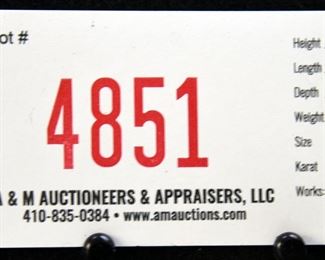 ot #
4851
A & M AUCTIONEERS & APPRAISERS, LLC
410-835-0384 • www.amauctions.com
Height
Length
Depth
Weight
Size
Karat
Works: